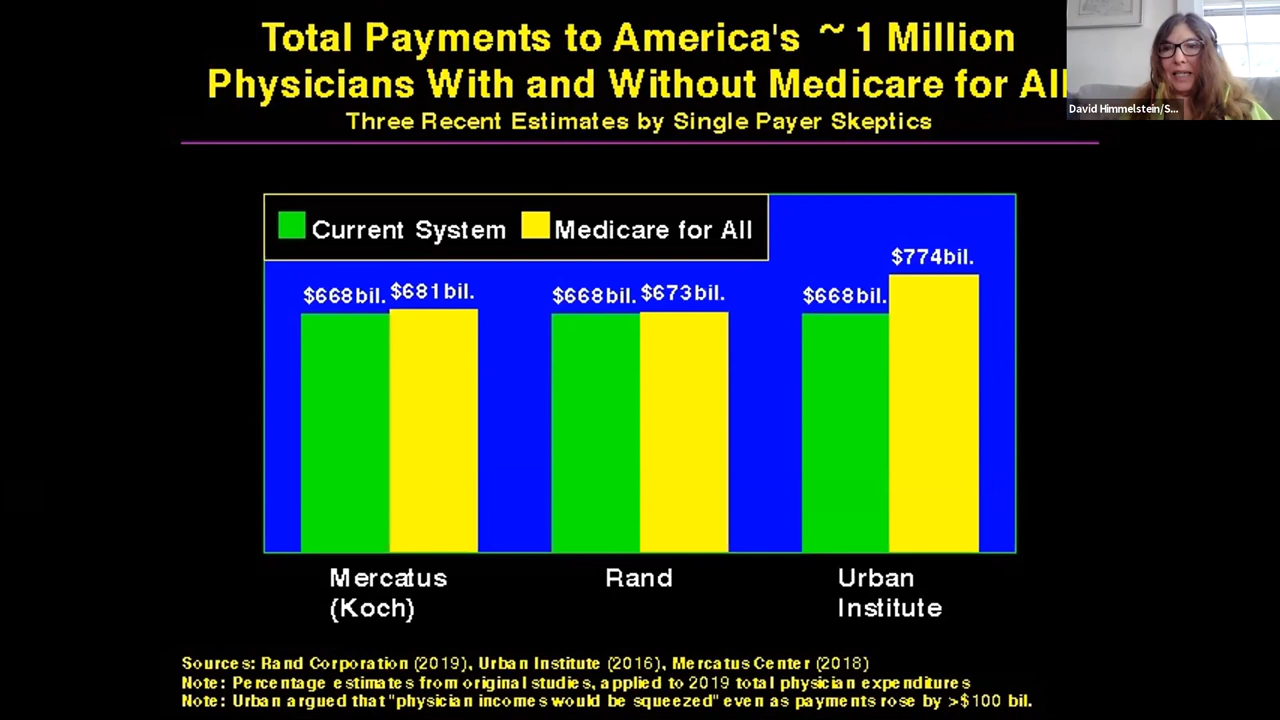 Total Payments to America's ~ 1 Million
Physicians With and Without Medicare for All
Three Recent Estimates by Single Payer Skeptics
David Himmelstein/S...
Current System Medicare for All
$668bil. $681bil. $668bil. $673bil. $668bil. $774bil.
Mercatus (Koch)
Rand
Urban Institute
Sources: Rand Corporation (2019), Urban Institute (2016), Mercatus Center (2018)
Note: Percentage estimates from original studies, applied to 2019 total physician expenditures
Note: Urban argued that "physician incomes would be squeezed" even as payments rose by >$100 bil.